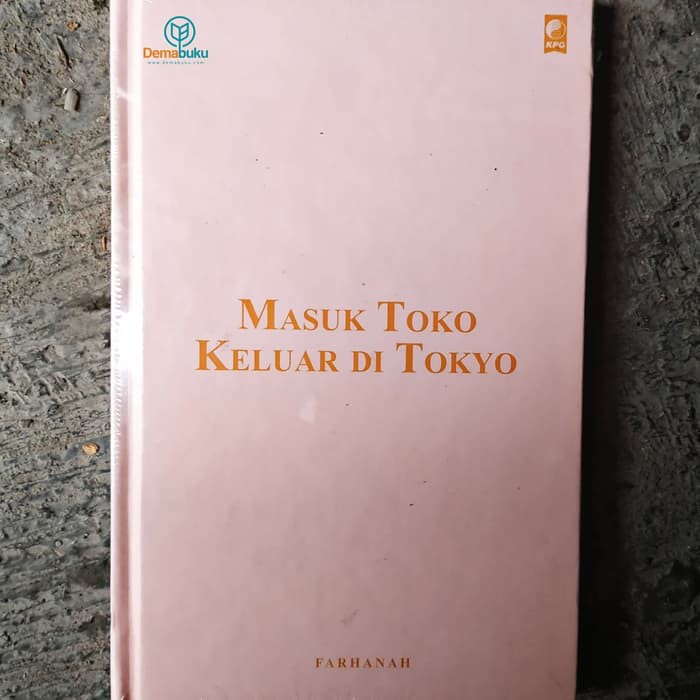 Demabuku
www.demabuku.com
KPG
MASUK TOKO
KELUAR DI TOKYO
FARHANAH